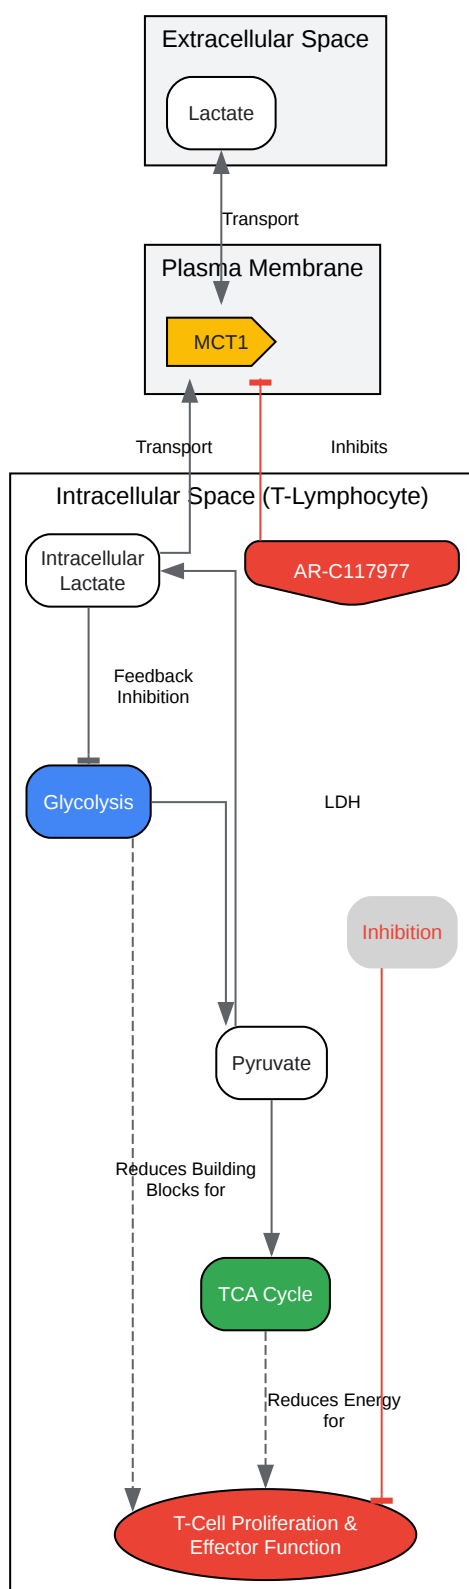 Extracellular Space
Lactate
Transport
Plasma Membrane
MCT1
Transport
Inhibits
Intracellular Space (T-Lymphocyte)
Intracellular
Lactate
AR-C117977
Feedback
Inhibition
Glycolysis
LDH
Inhibition
Pyruvate
Reduces Building
Blocks for
TCA Cycle
Reduces Energy
for
T-Cell Proliferation &
Effector Function